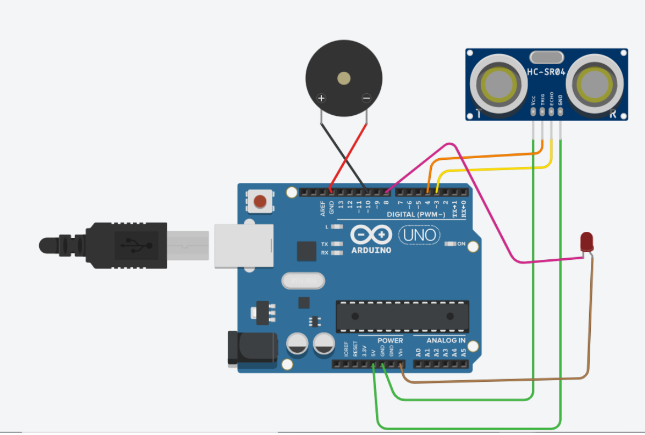 HC-SR04
Vcc
TRIG
ECHO
GND
T
R
+
-
AREF
GND
13
12
~11
~10
~9
8
7
~6
~5
4
~3
2
TX→1
RX←0
DIGITAL (PWM~)
L
TX
RX
ARDUINO
UNO
ON
POWER
ANALOG IN
IOREF
RESET
3.3V
5V
GND
GND
Vin
A0
A1
A2
A3
A4
A5